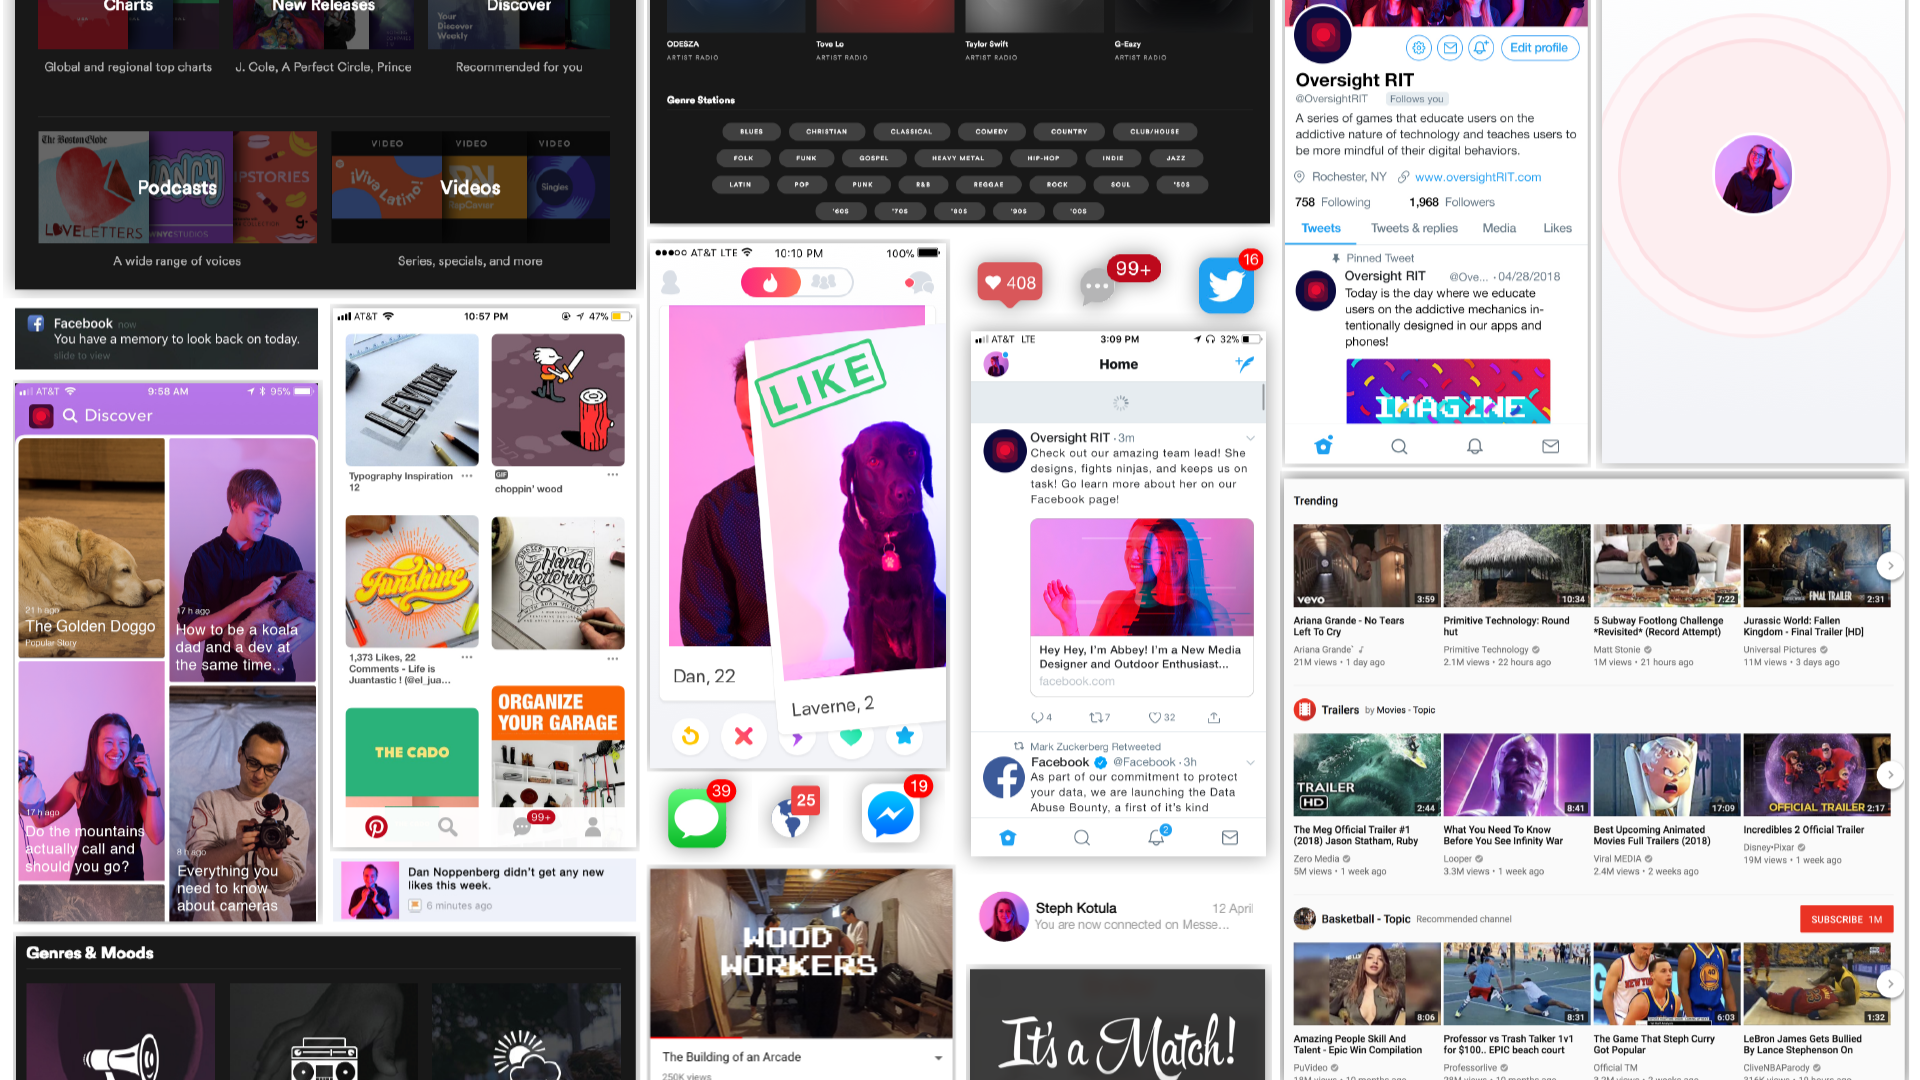 Charts
New Releases
Discover
Your
Discover
Weekly
Global and regional top charts
J. Cole, A Perfect Circle, Prince
Recommended for you
The Boston Globe
LOVELETTERS
NYCSTUDIOS
Podcasts
VIDEO
VIDEO
VIDEO
¡Viva Latino!
RapCaviar
Singles
Videos
A wide range of voices
Series, specials, and more
Facebook now
You have a memory to look back on today.
slide to view
AT&T
9:58 AM
95%
Discover
21 h ago
The Golden Doggo
Popular Story
17 h ago
How to be a koala
dad and a dev at
the same time...
17 h ago
Do the mountains
actually call and
should you go?
8 h ago
Everything you
need to know
about cameras
Genres & Moods
AT&T
10:57 PM
47%
Typography Inspiration
12
GIF
choppin' wood
Funshine
Hand
Lettering
1,373 Likes, 22
Comments - Life is
Juantastic ! (@el_jua...
ORGANIZE
YOUR GARAGE
THE CADO
99+
Dan Noppenberg didn't get any new
likes this week.
6 minutes ago
ODESZA
ARTIST RADIO
Tove Lo
ARTIST RADIO
Taylor Swift
ARTIST RADIO
G-Eazy
ARTIST RADIO
Genre Stations
BLUES
CHRISTIAN
CLASSICAL
COMEDY
COUNTRY
CLUB/HOUSE
FOLK
FUNK
GOSPEL
HEAVY METAL
HIP-HOP
INDIE
JAZZ
LATIN
POP
PUNK
R&B
REGGAE
ROCK
SOUL
'50S
'60S
'70S
'80S
'90S
'00S
AT&T LTE
10:10 PM
100%
LIKE
Dan, 22
Laverne, 2
39
25
19
WOOD
WORKERS
The Building of an Arcade
250K views
408
99+
16
AT&T LTE
3:09 PM
32%
Home
Oversight RIT · 3m
Check out our amazing team lead! She
designs, fights ninjas, and keeps us on
task! Go learn more about her on our
Facebook page!
Hey Hey, I'm Abbey! I'm a New Media
Designer and Outdoor Enthusiast...
facebook.com
4
7
32
Mark Zuckerberg Retweeted
Facebook @Facebook · 3h
As part of our commitment to protect
your data, we are launching the Data
Abuse Bounty, a first of it's kind
2
Steph Kotula
12 April
You are now connected on Messe...
It's a Match!
Edit profile
Oversight RIT
@OversightRIT
Follows you
A series of games that educate users on the
addictive nature of technology and teaches users to
be more mindful of their digital behaviors.
Rochester, NY
www.oversightRIT.com
758 Following
1,968 Followers
Tweets
Tweets & replies
Media
Likes
Pinned Tweet
Oversight RIT @Ove... · 04/28/2018
Today is the day where we educate
users on the addictive mechanics in-
tentionally designed in our apps and
phones!
IMAGINE
Trending
vevo
3:59
10:34
7:22
FINAL TRAILER
2:31
Ariana Grande - No Tears
Left To Cry
Ariana Grande
21M views • 1 day ago
Primitive Technology: Round
hut
Primitive Technology
2.1M views • 22 hours ago
5 Subway Footlong Challenge
*Revisited* (Record Attempt)
Matt Stonie
1M views • 21 hours ago
Jurassic World: Fallen
Kingdom - Final Trailer [HD]
Universal Pictures
11M views • 3 days ago
Trailers by Movies - Topic
TRAILER
HD
2:44
8:41
17:09
OFFICIAL TRAILER 2:17
The Meg Official Trailer #1
(2018) Jason Statham, Ruby
Zero Media
5M views • 1 week ago
What You Need To Know
Before You See Infinity War
Looper
3.3M views • 1 week ago
Best Upcoming Animated
Movies Full Trailers (2018)
Viral MEDIA
2.4M views • 2 weeks ago
Incredibles 2 Official Trailer
Disney•Pixar
19M views • 1 week ago
Basketball - Topic Recommended channel
SUBSCRIBE 1M
8:06
8:31
6:03
1:32
Amazing People Skill And
Talent - Epic Win Compilation
PuVideo
Professor vs Trash Talker 1v1
for $100.. EPIC beach court
Professorlive
The Game That Steph Curry
Got Popular
Official TM
LeBron James Gets Bullied
By Lance Stephenson On
CliveNBAParody